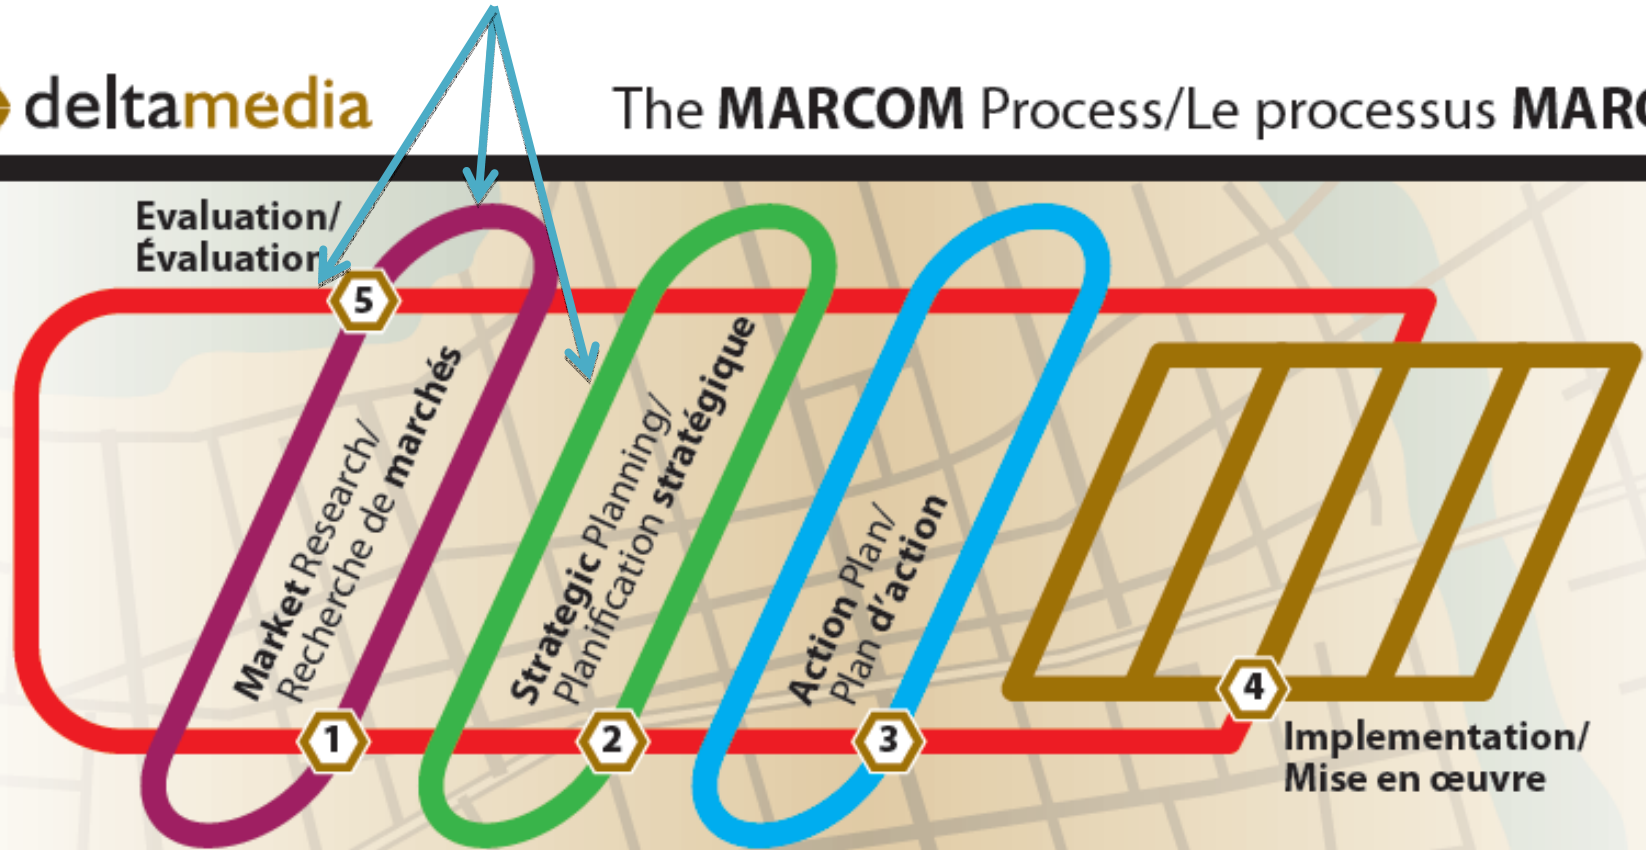 deltamedia
The MARCOM Process/Le processus MARC
Evaluation/
Évaluation
5
Market Research/
Recherche de marchés
Strategic Planning/
Planification stratégique
Action Plan/
Plan d'action
1
2
3
4
Implementation/
Mise en œuvre